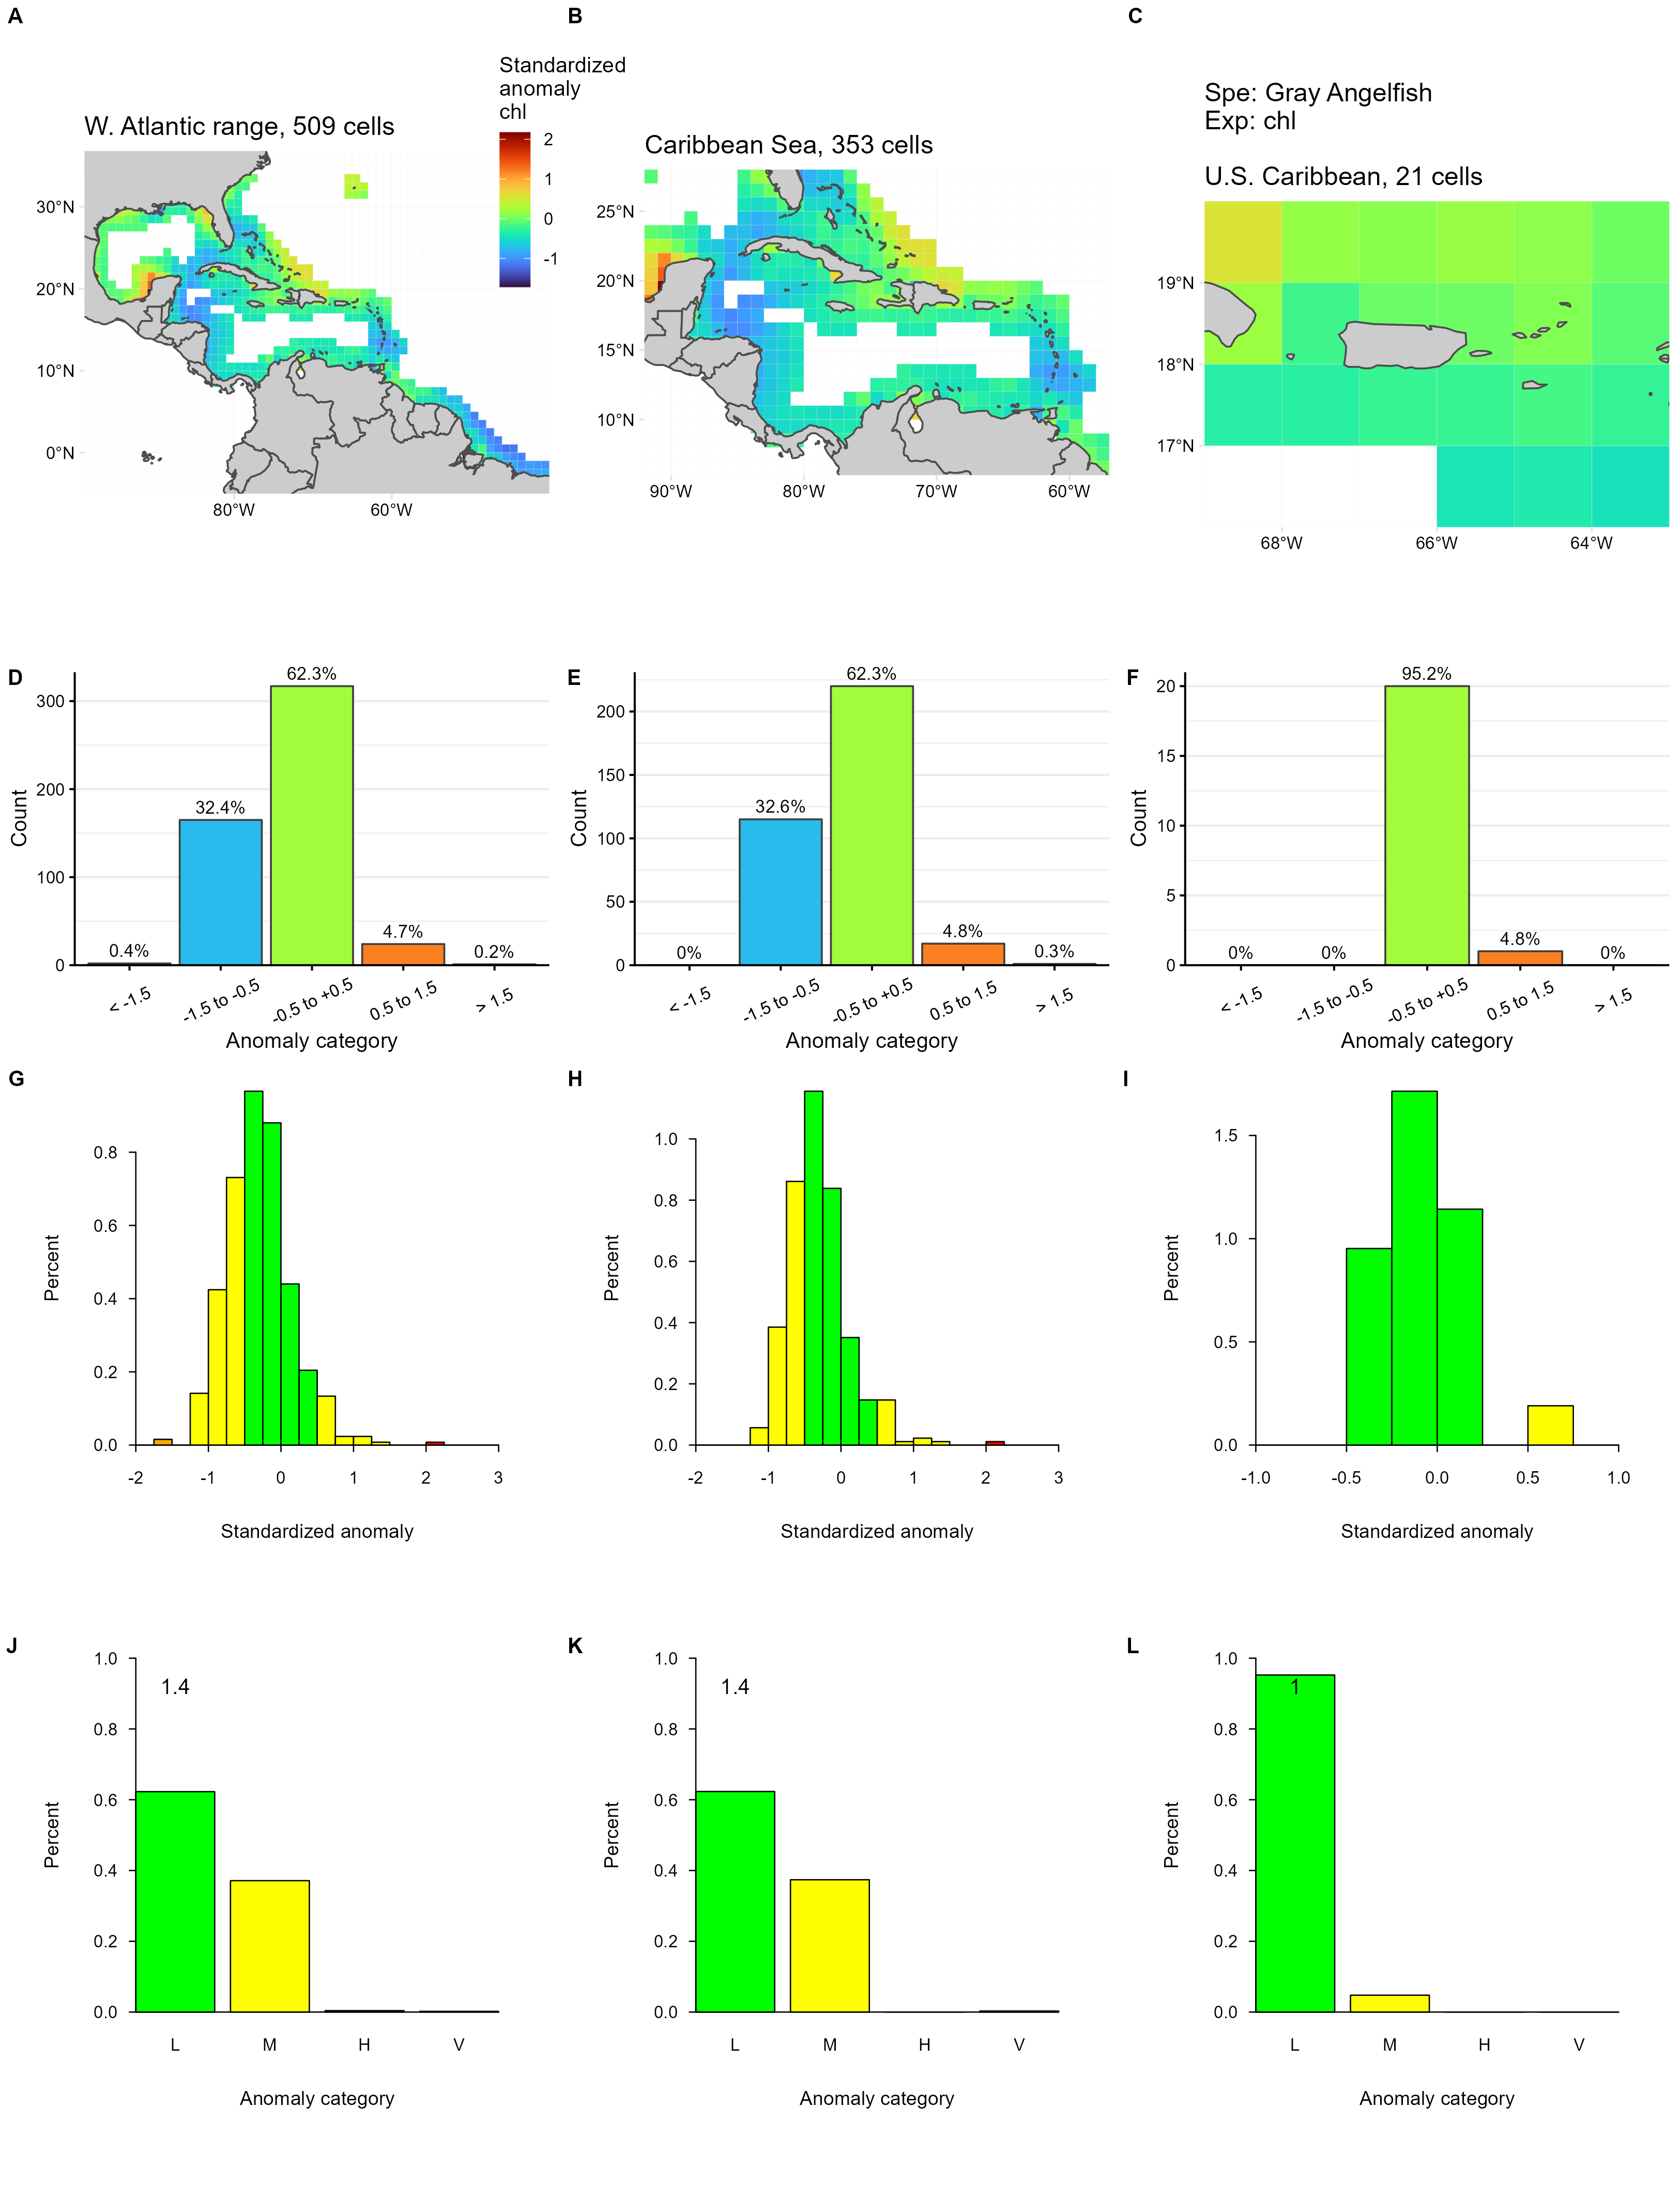 A
B
C
Standardized
anomaly
chl
2
1
0
-1
W. Atlantic range, 509 cells
30°N
20°N
10°N
0°N
80°W
60°W
Caribbean Sea, 353 cells
25°N
20°N
15°N
10°N
90°W
80°W
70°W
60°W
Spe: Gray Angelfish
Exp: chl
U.S. Caribbean, 21 cells
19°N
18°N
17°N
68°W
66°W
64°W
D
Count
300
200
100
0
0.4%
32.4%
62.3%
4.7%
0.2%
< -1.5
-1.5 to -0.5
-0.5 to +0.5
0.5 to 1.5
> 1.5
Anomaly category
E
Count
200
150
100
50
0
0%
32.6%
62.3%
4.8%
0.3%
< -1.5
-1.5 to -0.5
-0.5 to +0.5
0.5 to 1.5
> 1.5
Anomaly category
F
Count
20
15
10
5
0
0%
0%
95.2%
4.8%
0%
< -1.5
-1.5 to -0.5
-0.5 to +0.5
0.5 to 1.5
> 1.5
Anomaly category
G
Percent
0.8
0.6
0.4
0.2
0.0
-2
-1
0
1
2
3
Standardized anomaly
H
Percent
1.0
0.8
0.6
0.4
0.2
0.0
-2
-1
0
1
2
3
Standardized anomaly
I
Percent
1.5
1.0
0.5
0.0
-1.0
-0.5
0.0
0.5
1.0
Standardized anomaly
J
Percent
1.0
0.8
0.6
0.4
0.2
0.0
1.4
L
M
H
V
Anomaly category
K
Percent
1.0
0.8
0.6
0.4
0.2
0.0
1.4
L
M
H
V
Anomaly category
L
Percent
1.0
0.8
0.6
0.4
0.2
0.0
1
L
M
H
V
Anomaly category